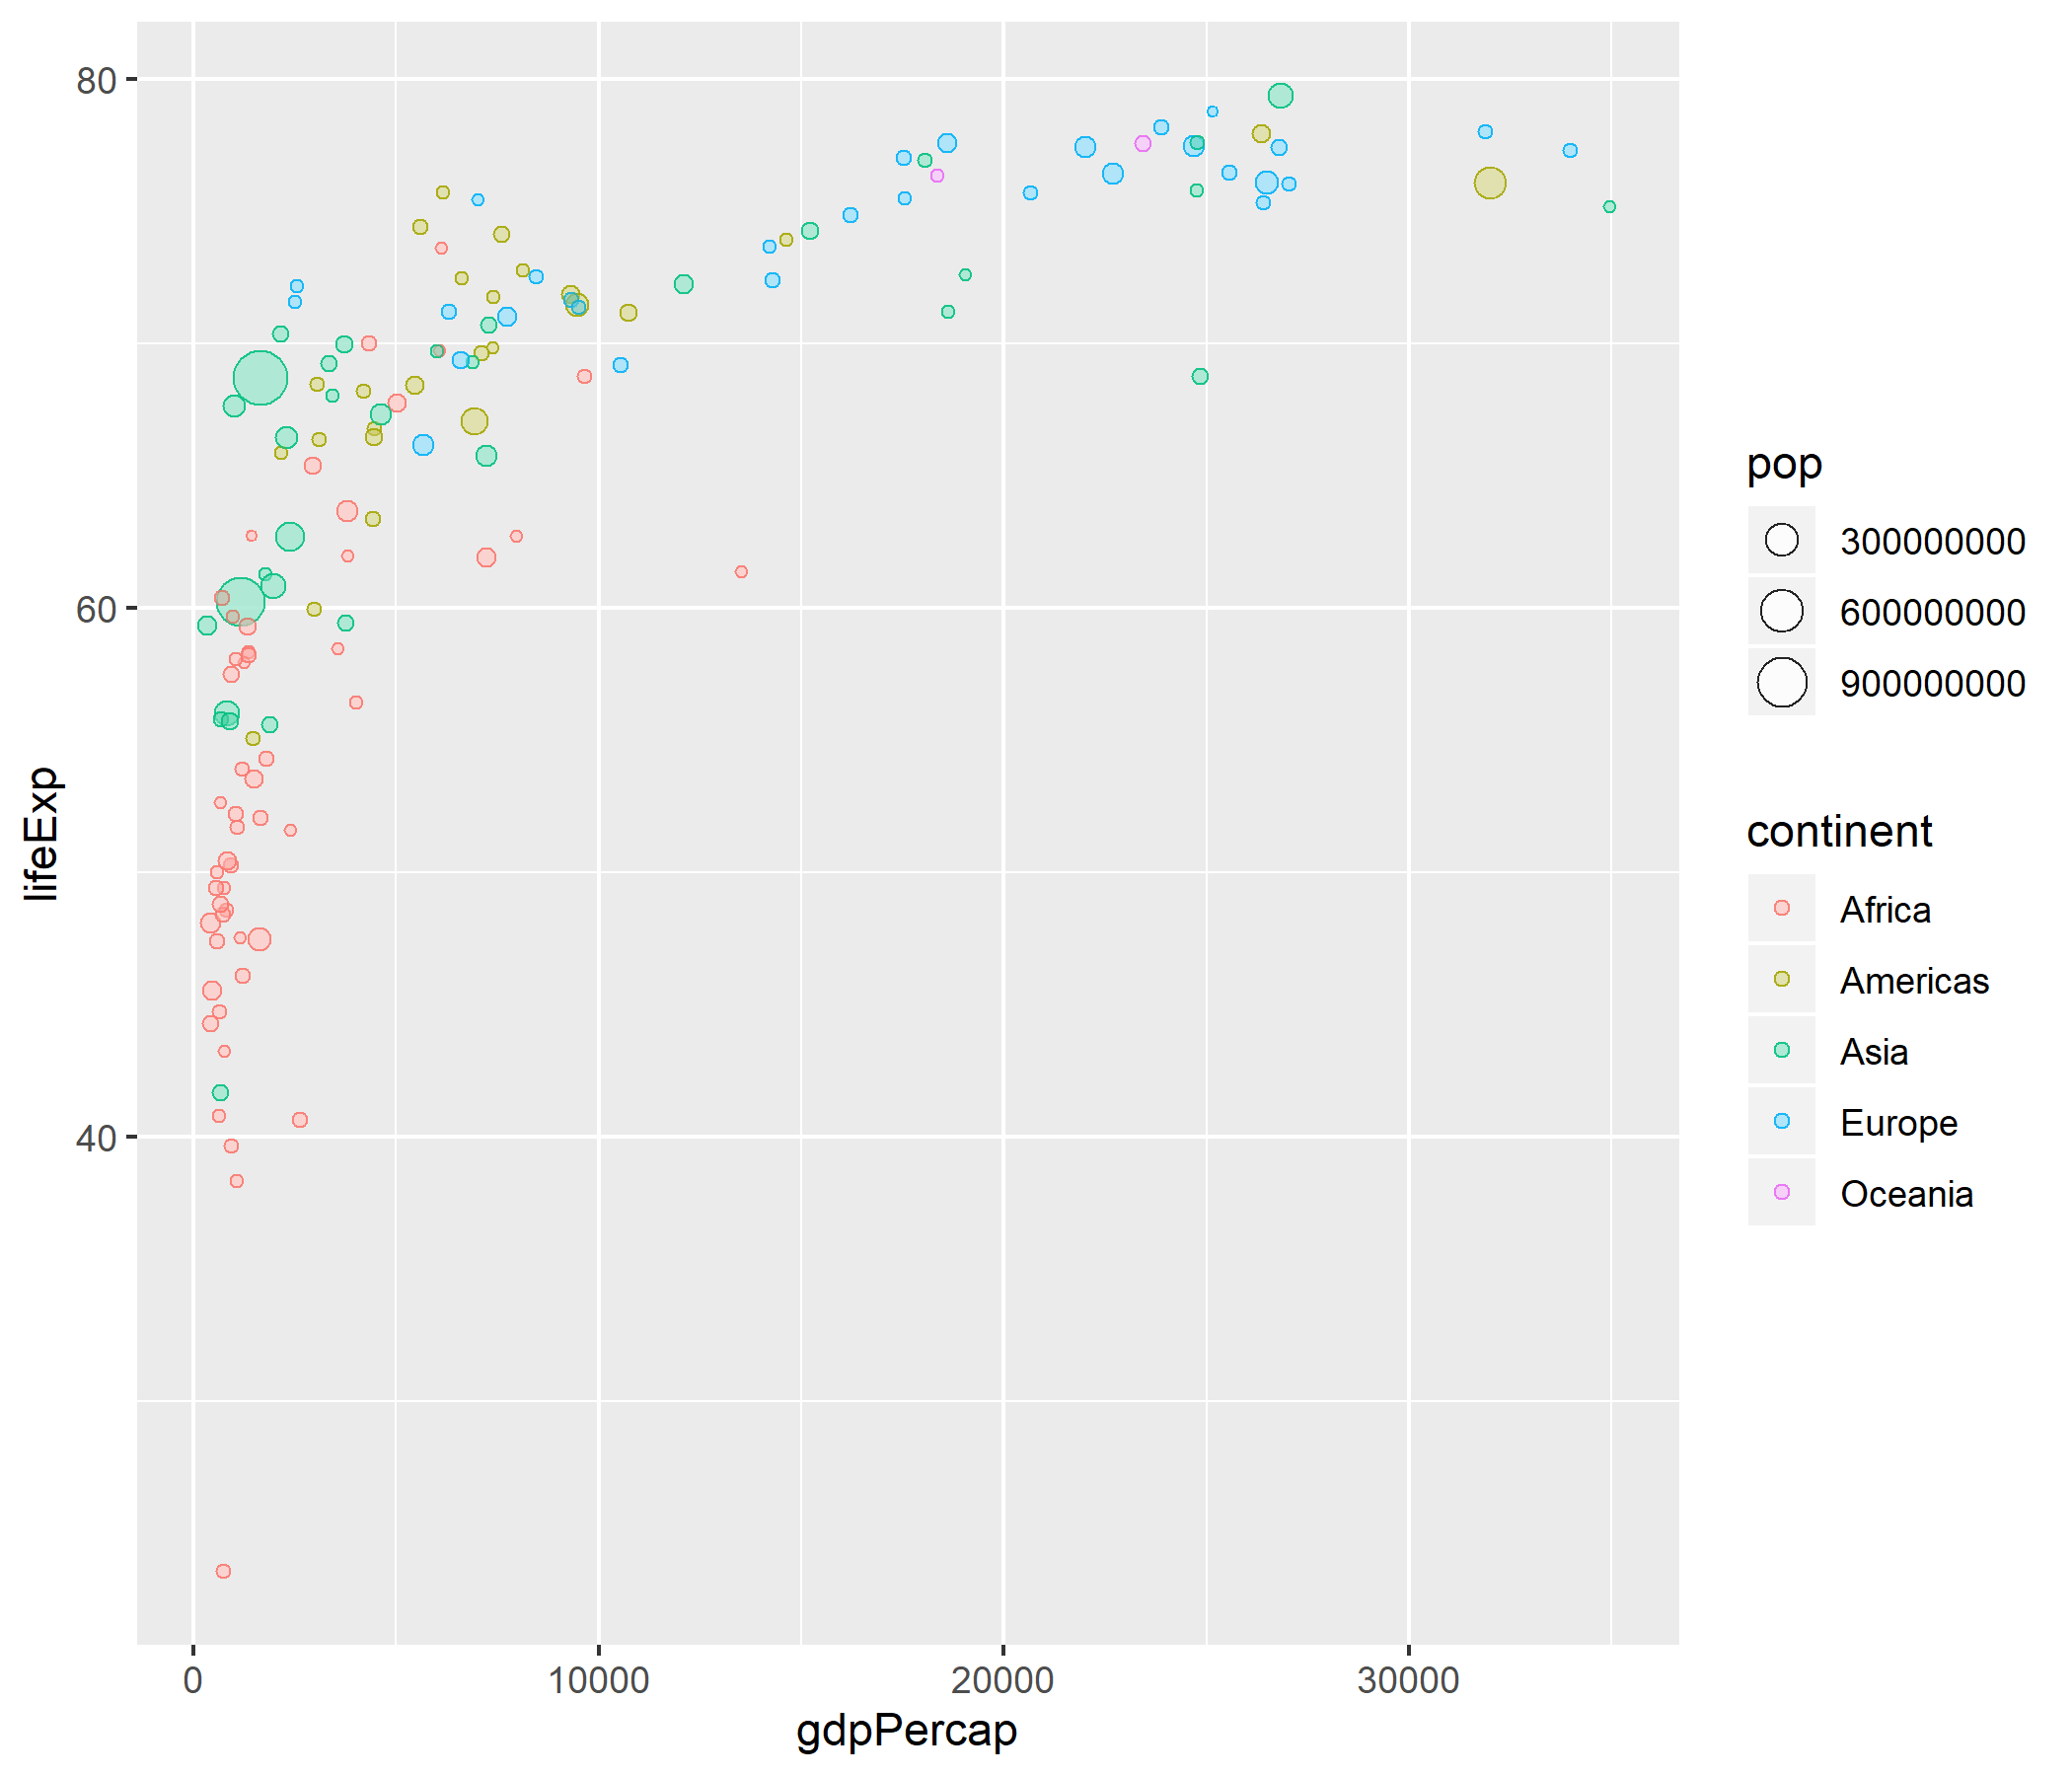 80
60
40
lifeExp
0 10000 20000 30000
gdpPercap
pop
300000000
600000000
900000000
continent
Africa
Americas
Asia
Europe
Oceania